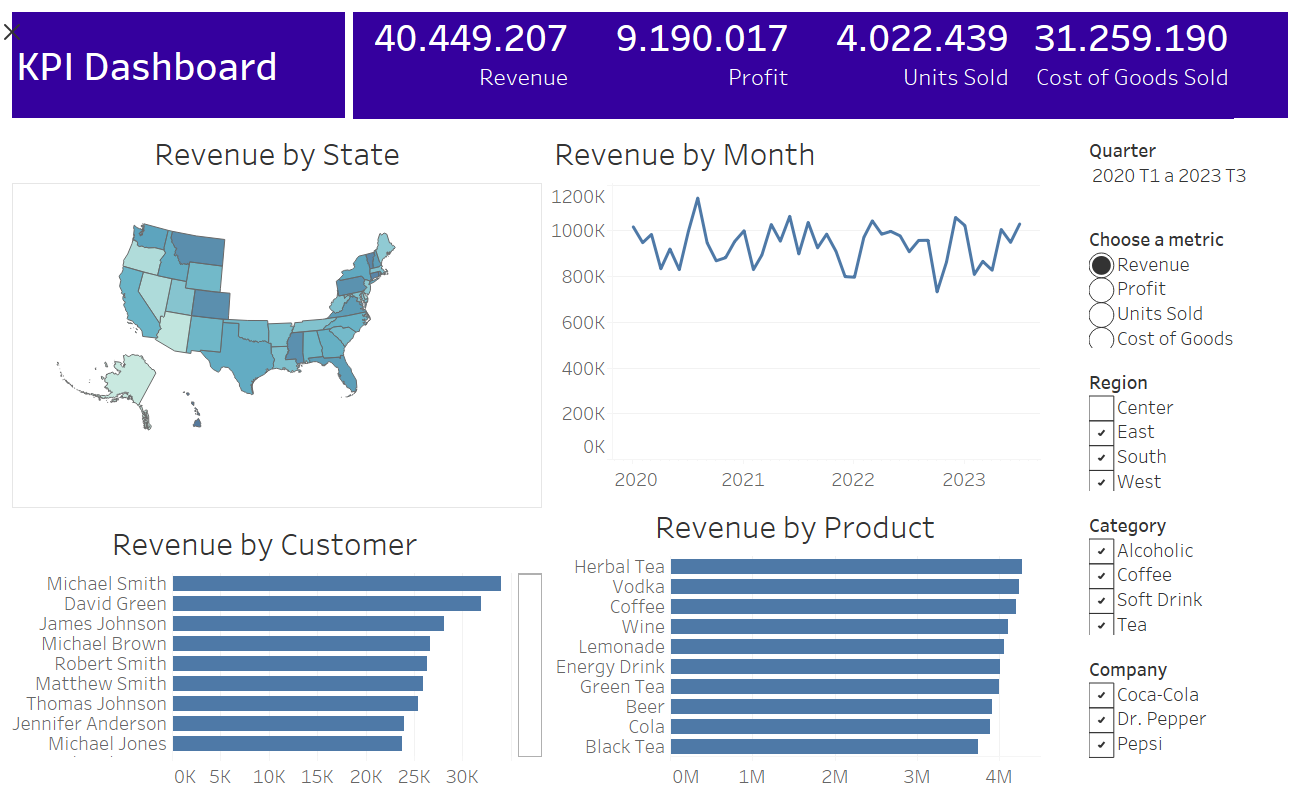 KPI Dashboard
40.449.207
Revenue
9.190.017
Profit
4.022.439
Units Sold
31.259.190
Cost of Goods Sold
Revenue by State
Revenue by Month
1200K
1000K
800K
600K
400K
200K
0K
2020 2021 2022 2023
Quarter
2020 T1 a 2023 T3
Choose a metric
Revenue
Profit
Units Sold
Cost of Goods
Region
Center
East
South
West
Category
Alcoholic
Coffee
Soft Drink
Tea
Company
Coca-Cola
Dr. Pepper
Pepsi
Revenue by Customer
Michael Smith
David Green
James Johnson
Michael Brown
Robert Smith
Matthew Smith
Thomas Johnson
Jennifer Anderson
Michael Jones
0K 5K 10K 15K 20K 25K 30K
Revenue by Product
Herbal Tea
Vodka
Coffee
Wine
Lemonade
Energy Drink
Green Tea
Beer
Cola
Black Tea
0M 1M 2M 3M 4M